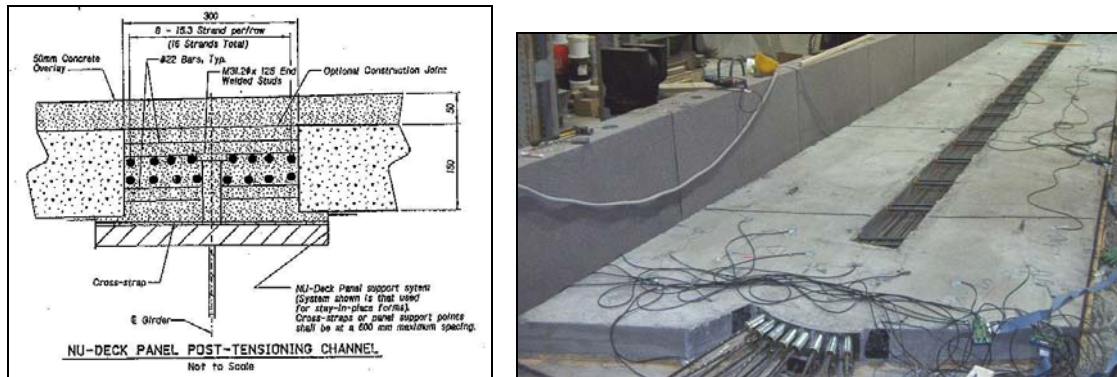 300
8 - 15.3 Strand per/row
(16 Strands Total)
50mm Concrete
Overlay
#22 Bars, Typ.
M31.2φx 125 End
Welded Studs
Optional Construction Joint
50
150
Cross-strap
℄ Girder
NU-Deck Panel support sytem
(System shown is that used
for stay-in-place forms).
Cross-straps or panel support points
shall be at a 600 mm maximum spacing.
NU-DECK PANEL POST-TENSIONING CHANNEL
Not to Scale